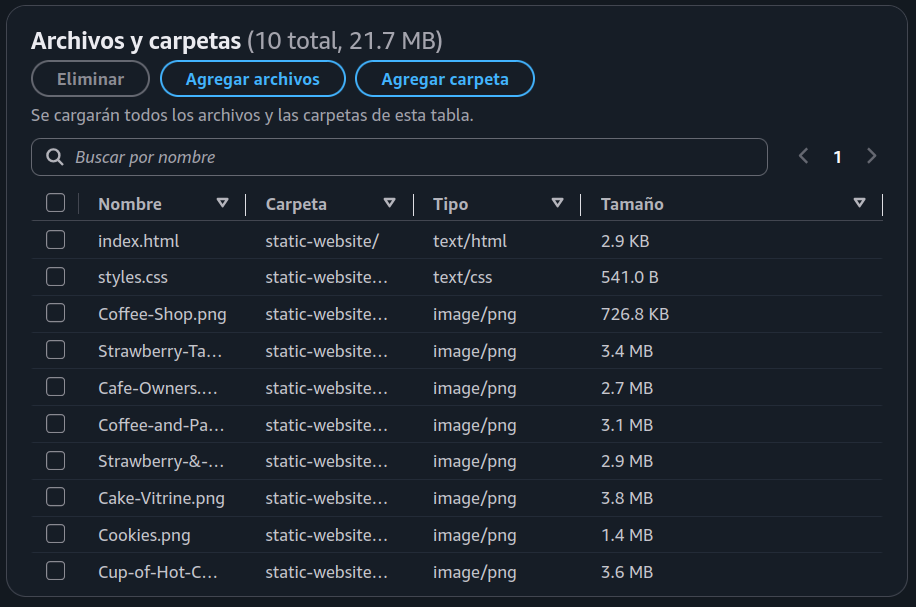 Archivos y carpetas (10 total, 21.7 MB)
Eliminar Agregar archivos Agregar carpeta
Se cargarán todos los archivos y las carpetas de esta tabla.
Buscar por nombre 1
Nombre Carpeta Tipo Tamaño
index.html static-website/ text/html 2.9 KB
styles.css static-website... text/css 541.0 B
Coffee-Shop.png static-website... image/png 726.8 KB
Strawberry-Ta... static-website... image/png 3.4 MB
Cafe-Owners.... static-website... image/png 2.7 MB
Coffee-and-Pa... static-website... image/png 3.1 MB
Strawberry-&-... static-website... image/png 2.9 MB
Cake-Vitrine.png static-website... image/png 3.8 MB
Cookies.png static-website... image/png 1.4 MB
Cup-of-Hot-C... static-website... image/png 3.6 MB